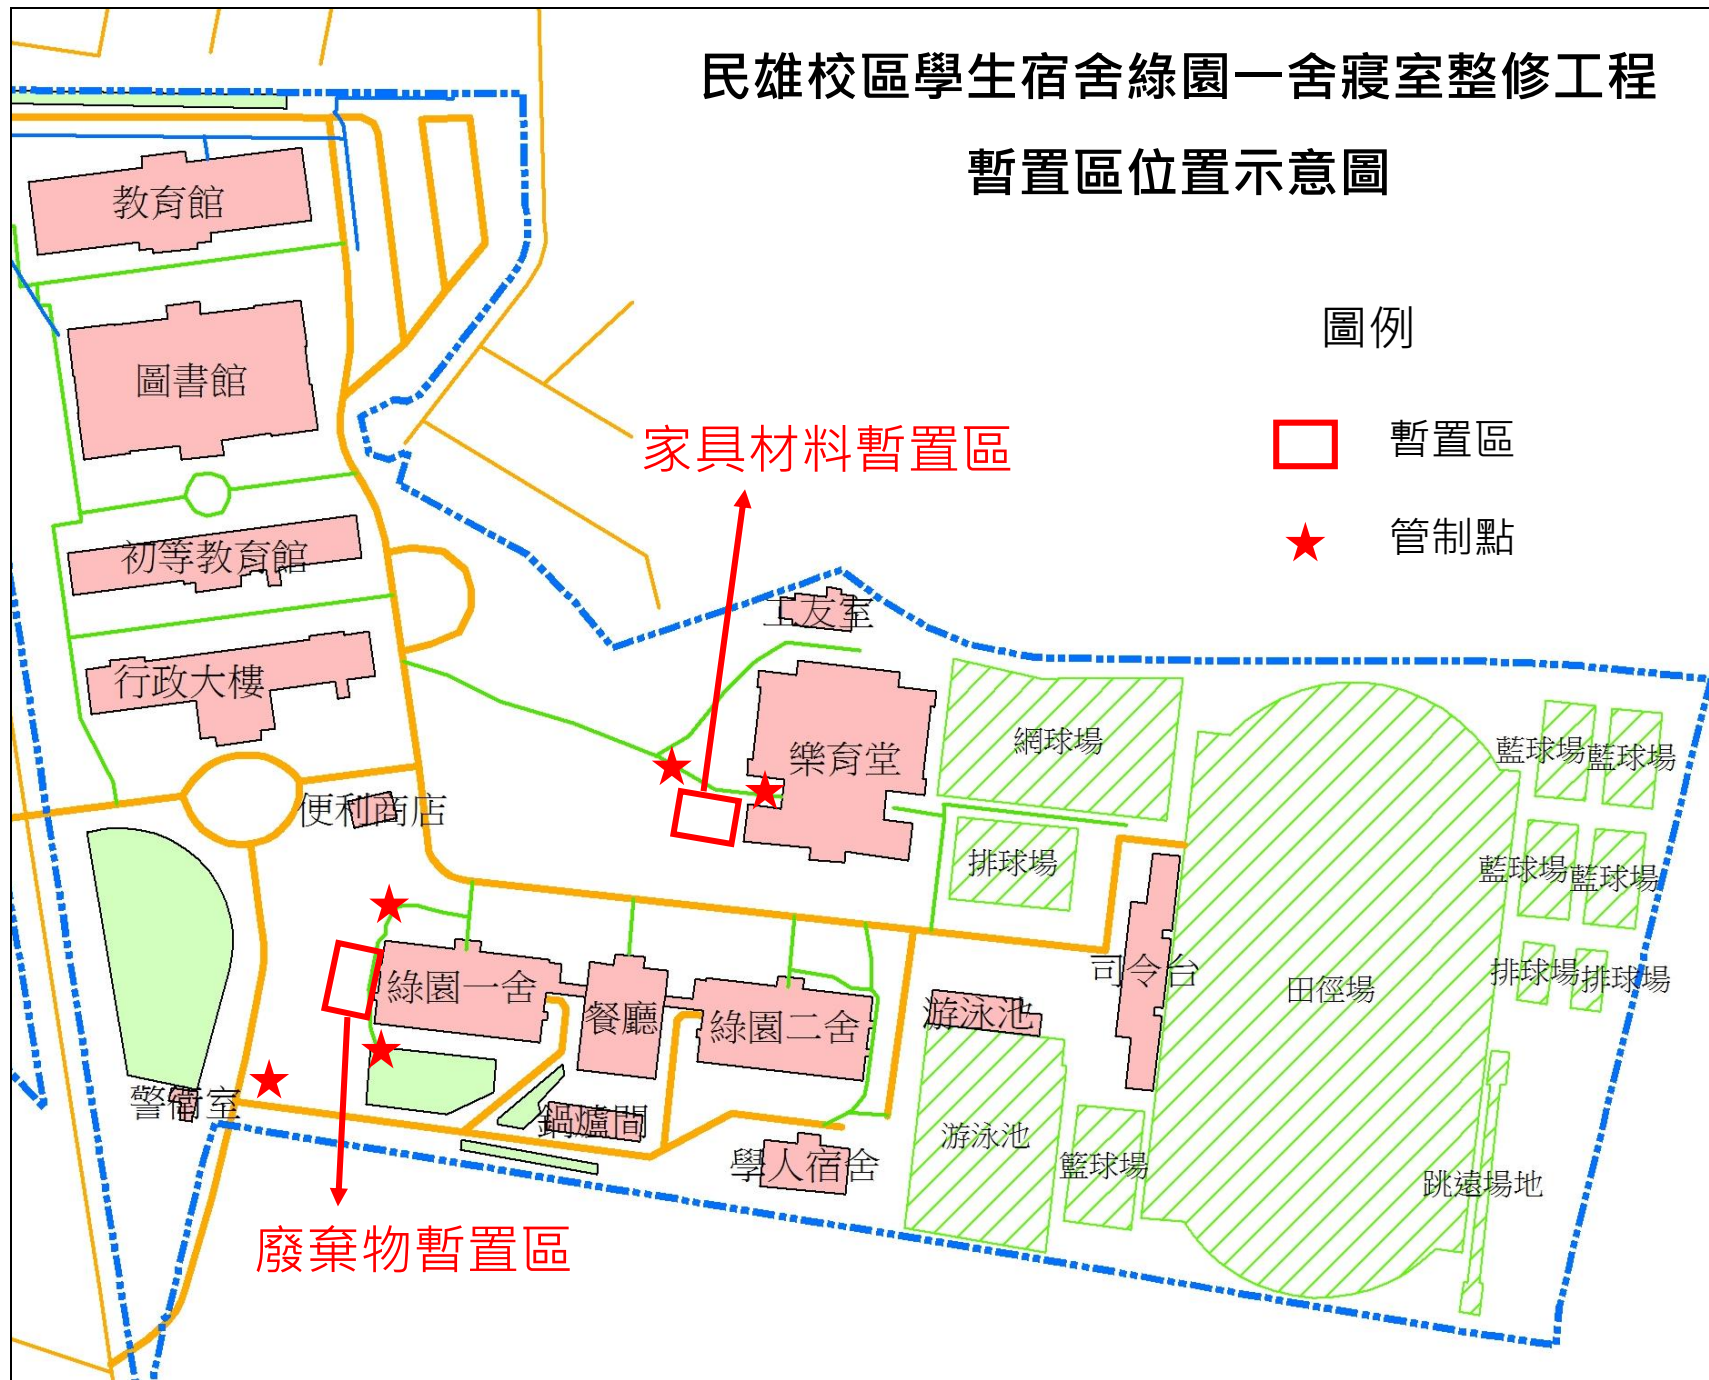 民雄校區學生宿舍綠園一舍寢室整修工程
暫置區位置示意圖
教育館
圖例
圖書館
家具材料暫置區
暫置區
管制點
初等教育館
工友室
行政大樓
網球場
樂育堂
籃球場
籃球場
便利商店
排球場
籃球場
籃球場
司令台
排球場
排球場
綠園一舍
田徑場
餐廳
游泳池
綠園二舍
警衛室
鍋爐間
游泳池
學人宿舍
籃球場
跳遠場地
廢棄物暫置區